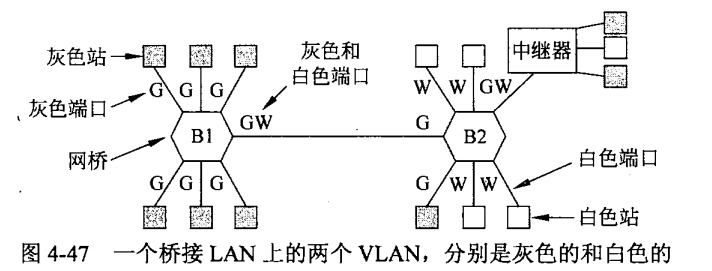 灰色站
灰色和
白色端口
中继器
G G G
灰色端口
GW
W W GW
G
B1
B2
网桥
白色端口
G G G
G W W
白色站
图 4-47 一个桥接 LAN 上的两个 VLAN，分别是灰色的和白色的